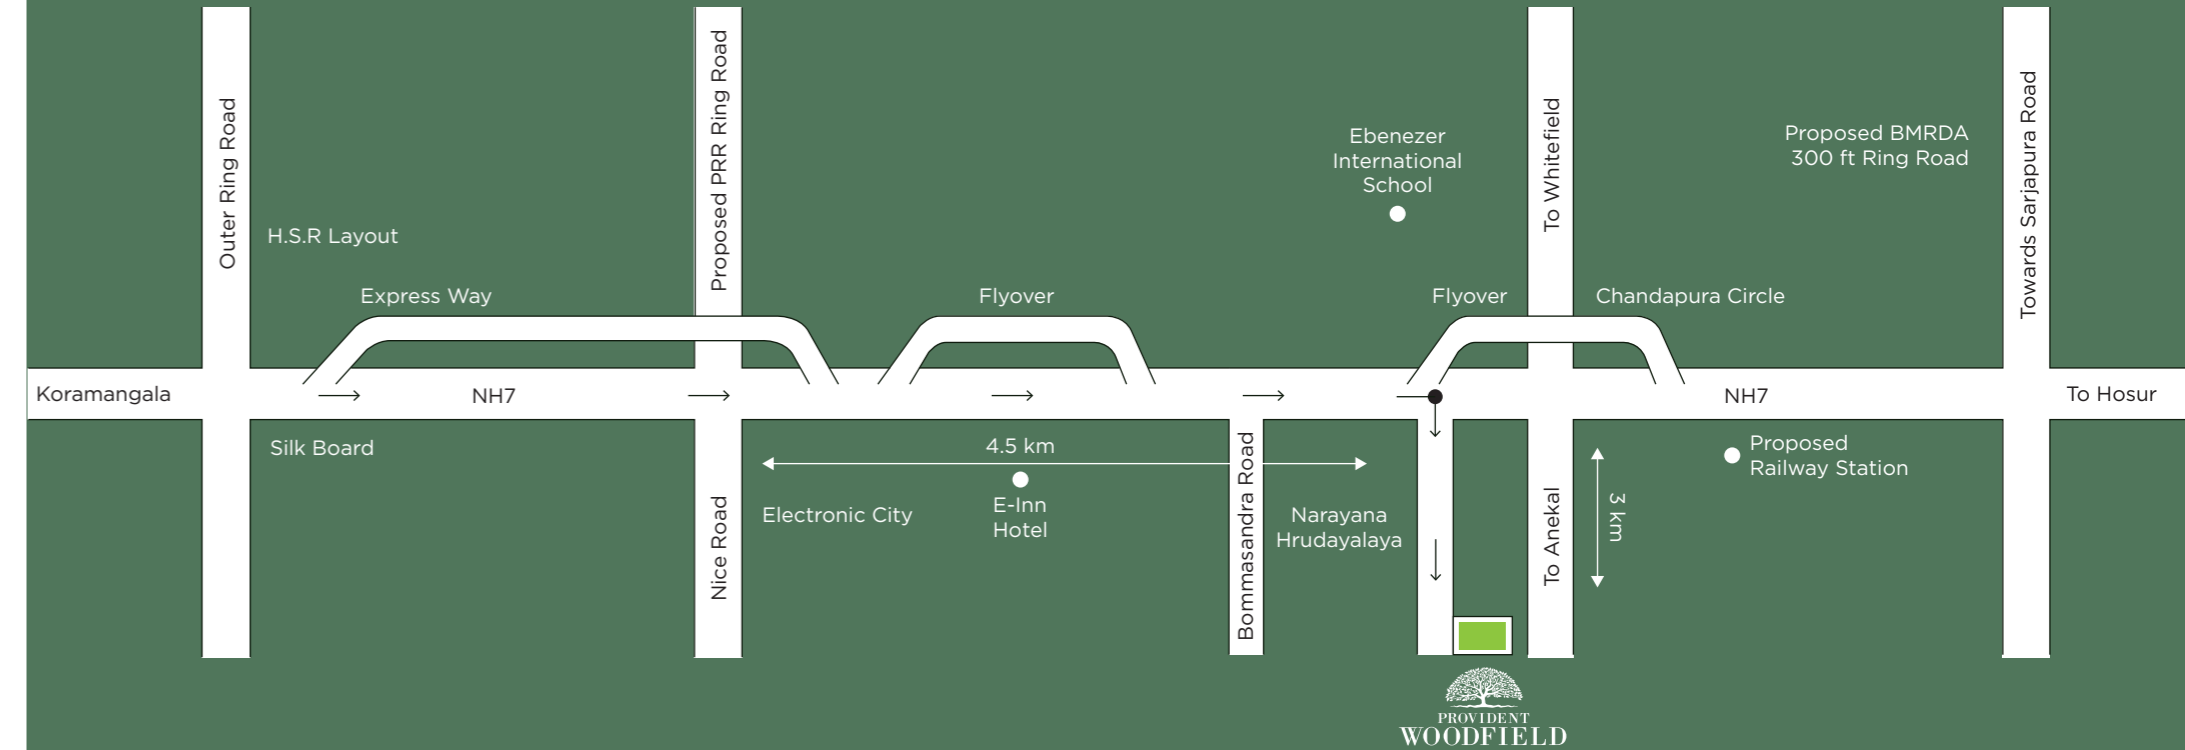 Outer Ring Road
Proposed PRR Ring Road
To Whitefield
Towards Sarjapura Road
Ebenezer
International
School
Proposed BMRDA
300 ft Ring Road
H.S.R Layout
Express Way
Flyover
Flyover
Chandapura Circle
Koramangala
NH7
NH7
To Hosur
Silk Board
4.5 km
E-Inn
Hotel
Electronic City
Nice Road
Bommasandra Road
Narayana
Hrudayalaya
To Anekal
3 km
Proposed
Railway Station
PROVIDENT
WOODFIELD